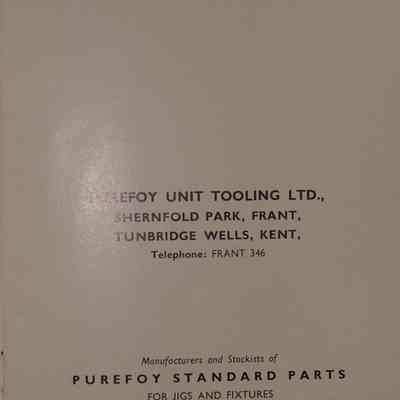 PUREFOY UNIT TOOLING LTD.,
SHERNFOLD PARK, FRANT,
TUNBRIDGE WELLS, KENT,
Telephone: FRANT 346
Manufacturers and Stockists of
PUREFOY STANDARD PARTS
FOR JIGS AND FIXTURES